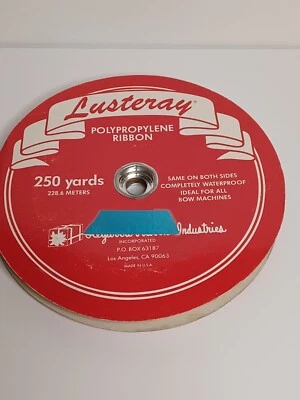 Lusteray®
POLYPROPYLENE
RIBBON
250 yards
228.6 METERS
SAME ON BOTH SIDES
COMPLETELY WATERPROOF
IDEAL FOR ALL
BOW MACHINES
Industries
INCORPORATED
P.O. BOX 63187
Los Angeles, CA 90063
MADE IN U.S.A.